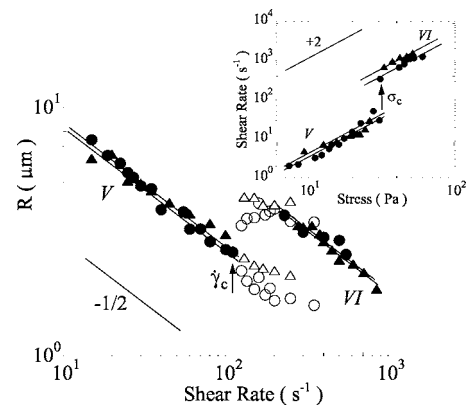 10^4
+2
VI
10^3
Shear Rate ( s^-1 )
10^2
σ_c
10^1
V
10^0
10^1
10^2
Stress ( Pa )
10^1
R ( μm )
V
γ̇_c
VI
-1/2
10^0
10^1
10^2
10^3
Shear Rate ( s^-1 )